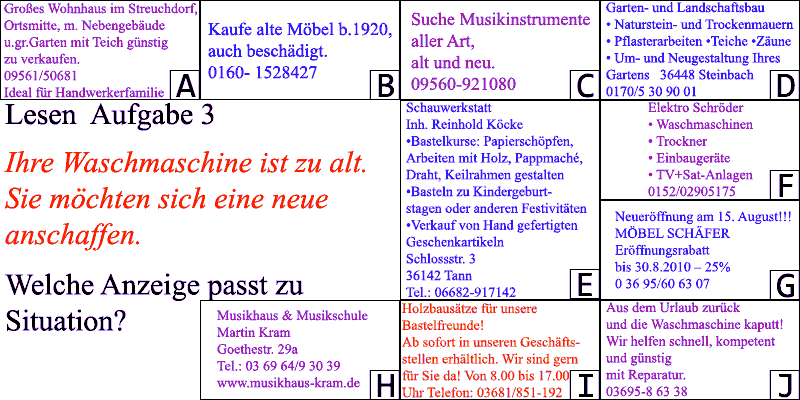 Großes Wohnhaus im Streuchdorf,
Ortsmitte, m. Nebengebäude
u.gr.Garten mit Teich günstig
zu verkaufen.
09561/50681
Ideal für Handwerkerfamilie
A
Kaufe alte Möbel b.1920,
auch beschädigt.
0160- 1528427
B
Suche Musikinstrumente
aller Art,
alt und neu.
09560-921080
C
Garten- und Landschaftsbau
• Naturstein- und Trockenmauern
• Pflasterarbeiten •Teiche •Zäune
• Um- und Neugestaltung Ihres
Gartens 36448 Steinbach
0170/5 30 90 01
D
Lesen Aufgabe 3
Ihre Waschmaschine ist zu alt.
Sie möchten sich eine neue
anschaffen.
Welche Anzeige passt zu
Situation?
Schauwerkstatt
Inh. Reinhold Köcke
•Bastelkurse: Papierschöpfen,
Arbeiten mit Holz, Pappmaché,
Draht, Keilrahmen gestalten
•Basteln zu Kindergeburt-
stagen oder anderen Festivitäten
•Verkauf von Hand gefertigten
Geschenkartikeln
Schlossstr. 3
36142 Tann
Tel.: 06682-917142
E
Elektro Schröder
• Waschmaschinen
• Trockner
• Einbaugeräte
• TV+Sat-Anlagen
0152/02905175
F
Neueröffnung am 15. August!!!
MÖBEL SCHÄFER
Eröffnungsrabatt
bis 30.8.2010 – 25%
0 36 95/60 63 07
G
Musikhaus & Musikschule
Martin Kram
Goethestr. 29a
Tel.: 03 69 64/9 30 39
www.musikhaus-kram.de
H
Holzbausätze für unsere
Bastelfreunde!
Ab sofort in unseren Geschäfts-
stellen erhältlich. Wir sind gern
für Sie da! Von 8.00 bis 17.00
Uhr Telefon: 03681/851-192
I
Aus dem Urlaub zurück
und die Waschmaschine kaputt!
Wir helfen schnell, kompetent
und günstig
mit Reparatur.
03695-8 63 38
J